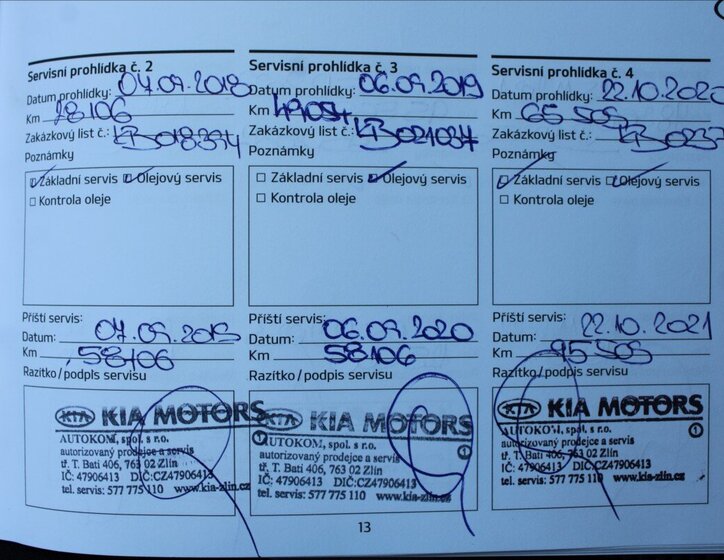 Servisní prohlídka č. 2
Datum prohlídky: 04.09.2018
Km 28106
Zakázkový list č.:
Poznámky
Základní servis Olejový servis
Kontrola oleje
Příští servis:
Datum: 04.09.2019
Km 58106
Razítko/podpis servisu
KIA KIA MOTORS
AUTOKOM, spol. s r.o.
autorizovaný prodejce a servis
tř. T. Bati 406, 763 02 Zlín
IČ: 47906413 DIČ:CZ47906413
tel. servis: 577 775 110 www.kia-zlin.cz
Servisní prohlídka č. 3
Datum prohlídky: 06.09.2019
Km
Zakázkový list č.:
Poznámky
Základní servis Olejový servis
Kontrola oleje
Příští servis:
Datum: 06.09.2020
Km 58106
Razítko/podpis servisu
KIA KIA MOTORS
AUTOKOM, spol. s r.o.
autorizovaný prodejce a servis
tř. T. Bati 406, 763 02 Zlín
IČ: 47906413 DIČ:CZ47906413
tel. servis: 577 775 110 www.kia-zlin.cz
Servisní prohlídka č. 4
Datum prohlídky: 22.10.2020
Km 65 505
Zakázkový list č.:
Poznámky
Základní servis Olejový servis
Kontrola oleje
Příští servis:
Datum: 22.10.2021
Km 95 505
Razítko/podpis servisu
KIA KIA MOTORS
AUTOKOM, spol. s r.o.
autorizovaný prodejce a servis
tř. T. Bati 406, 763 02 Zlín
IČ: 47906413 DIČ:CZ47906413
tel. servis: 577 775 110 www.kia-zlin.cz
13